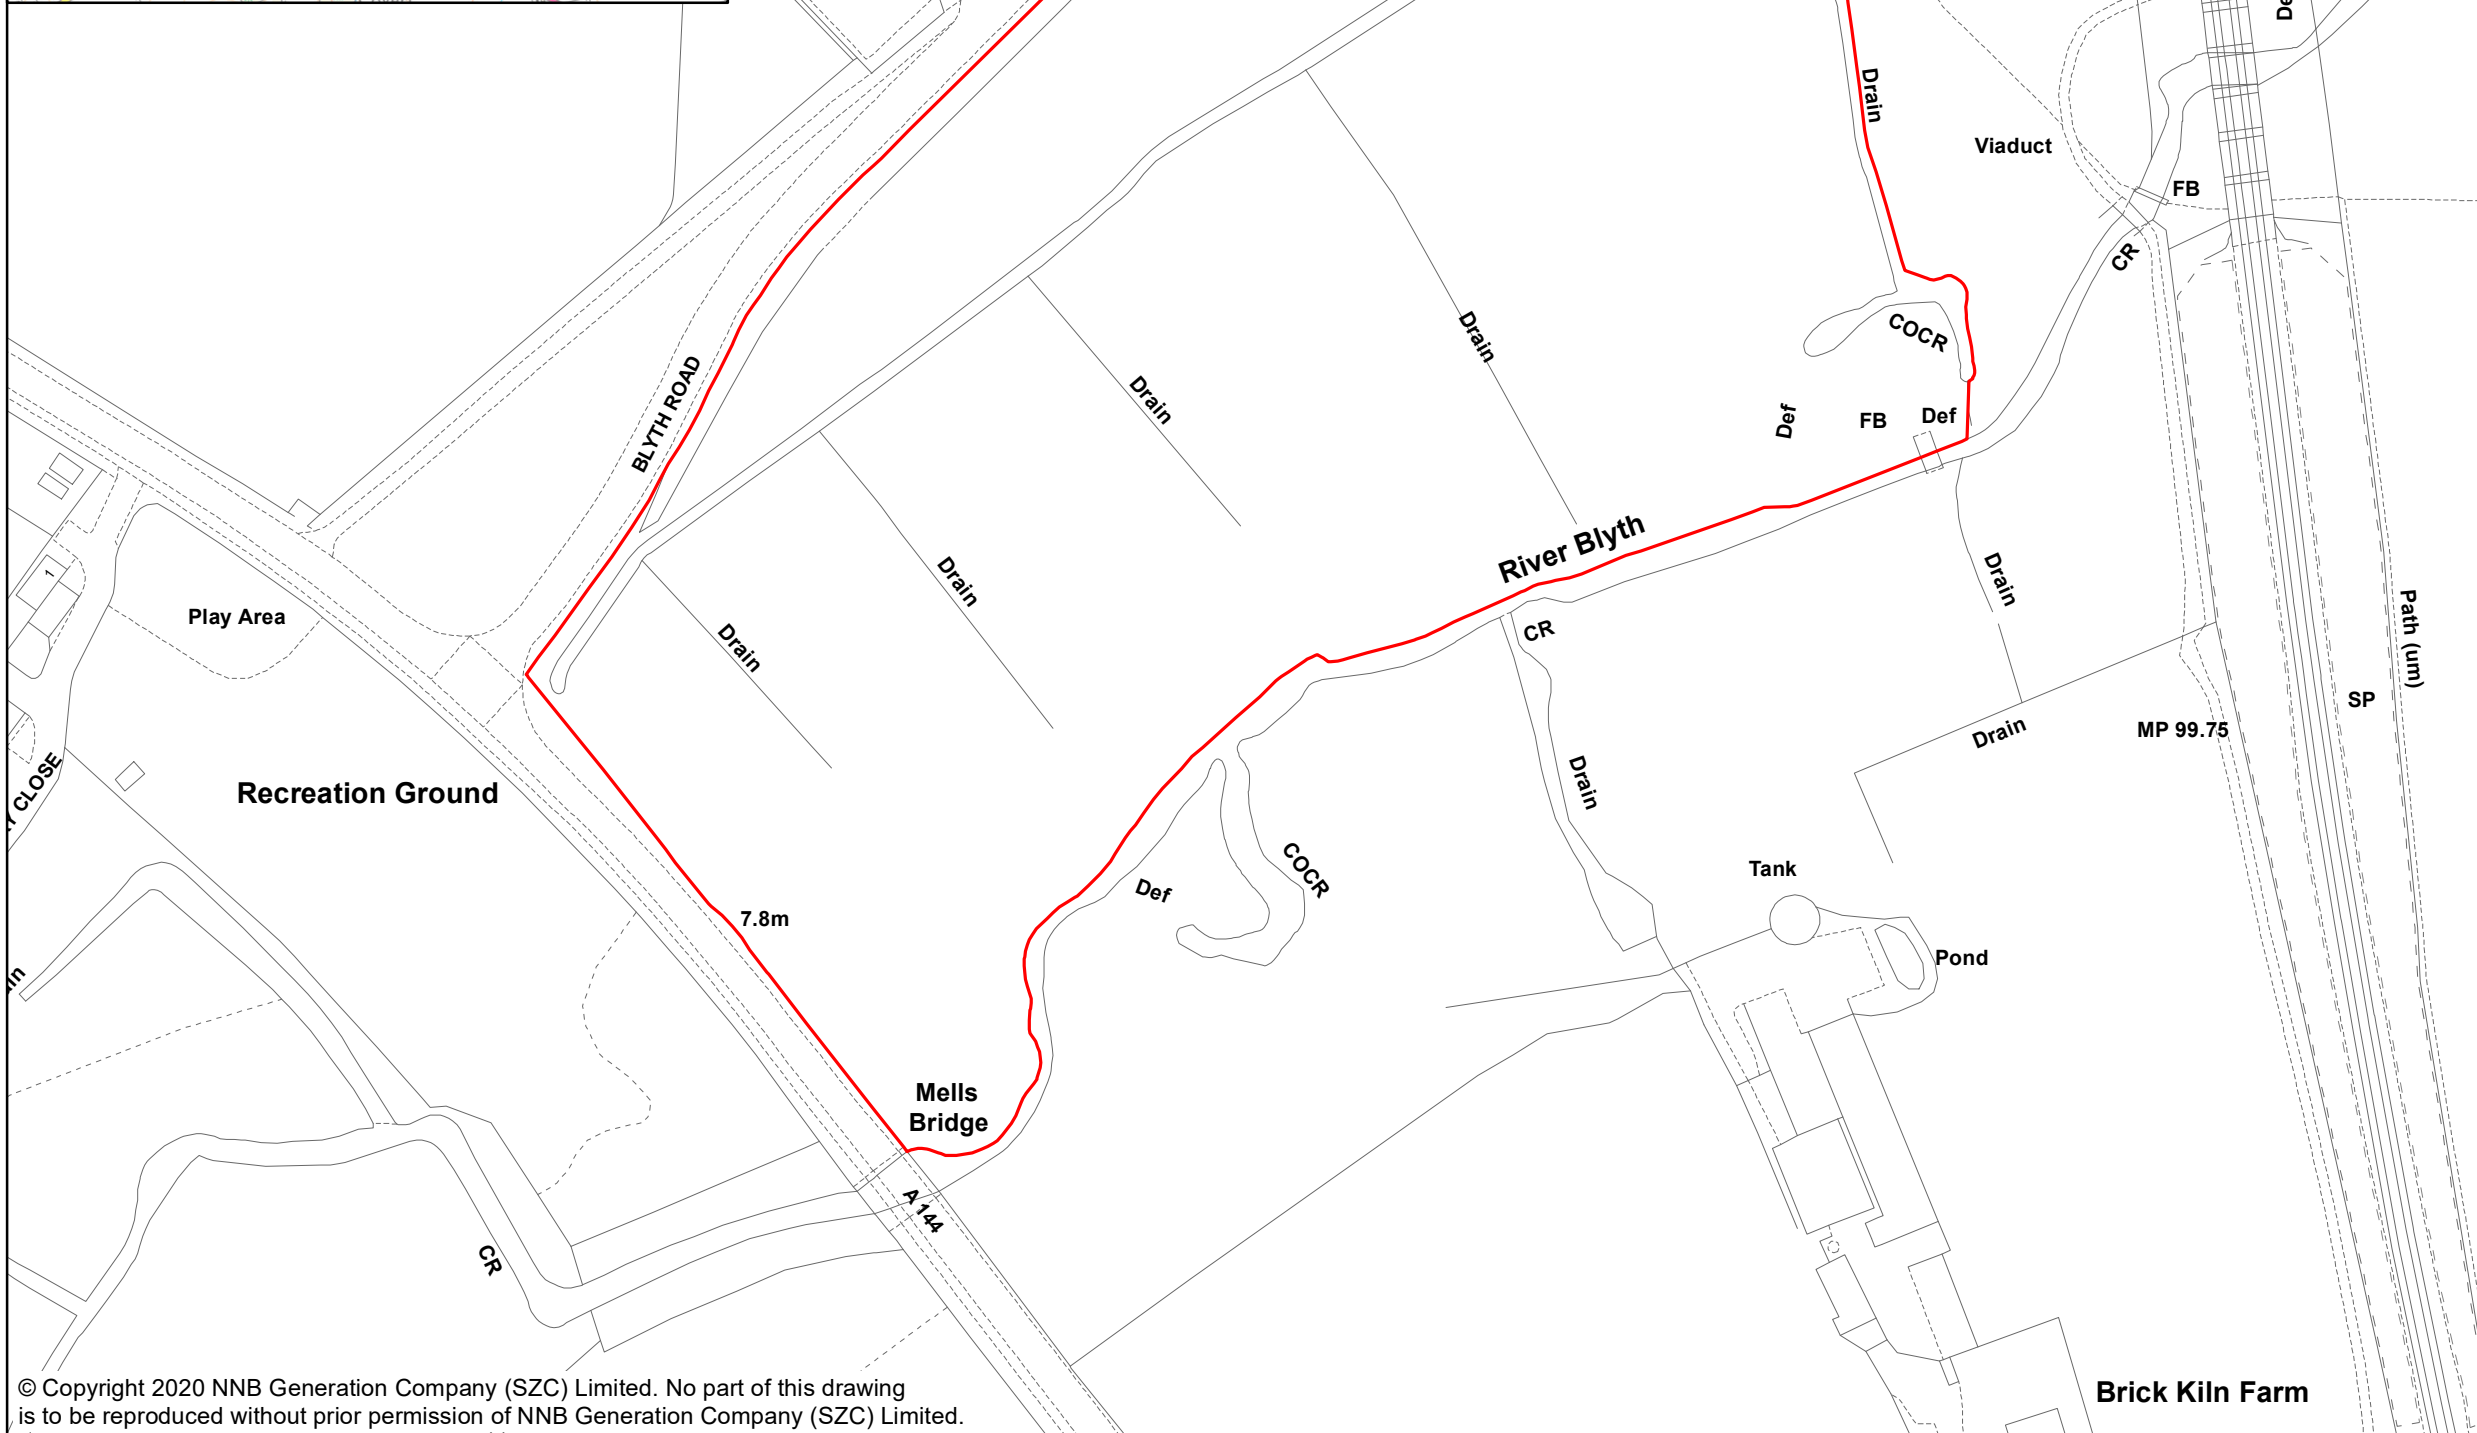 Drain
Viaduct
FB
CR
COCR
Drain
BLYTH ROAD
Drain
Def
FB
Def
River Blyth
Drain
Drain
1
Play Area
Drain
CR
Path (um)
SP
MP 99.75
Drain
Drain
Recreation Ground
CLOSE
COCR
Def
Tank
7.8m
Pond
Mells
Bridge
A 144
CR
Brick Kiln Farm
© Copyright 2020 NNB Generation Company (SZC) Limited. No part of this drawing
is to be reproduced without prior permission of NNB Generation Company (SZC) Limited.